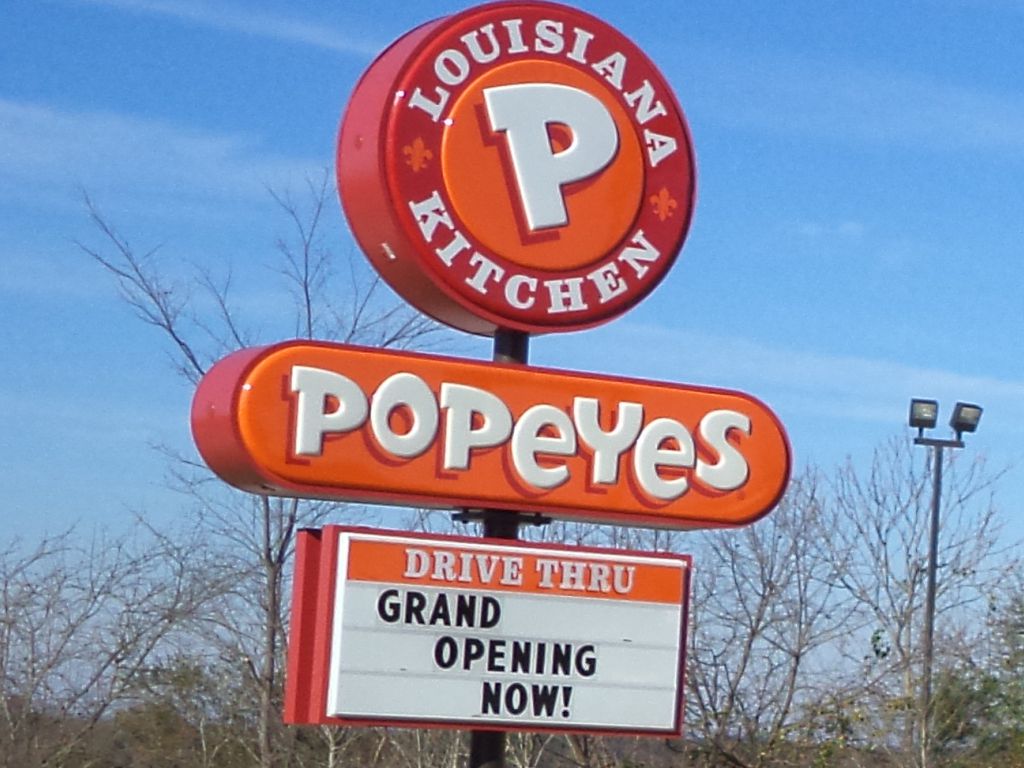 LOUISIANA
P
KITCHEN
POPEYES
DRIVE THRU
GRAND
OPENING
NOW!